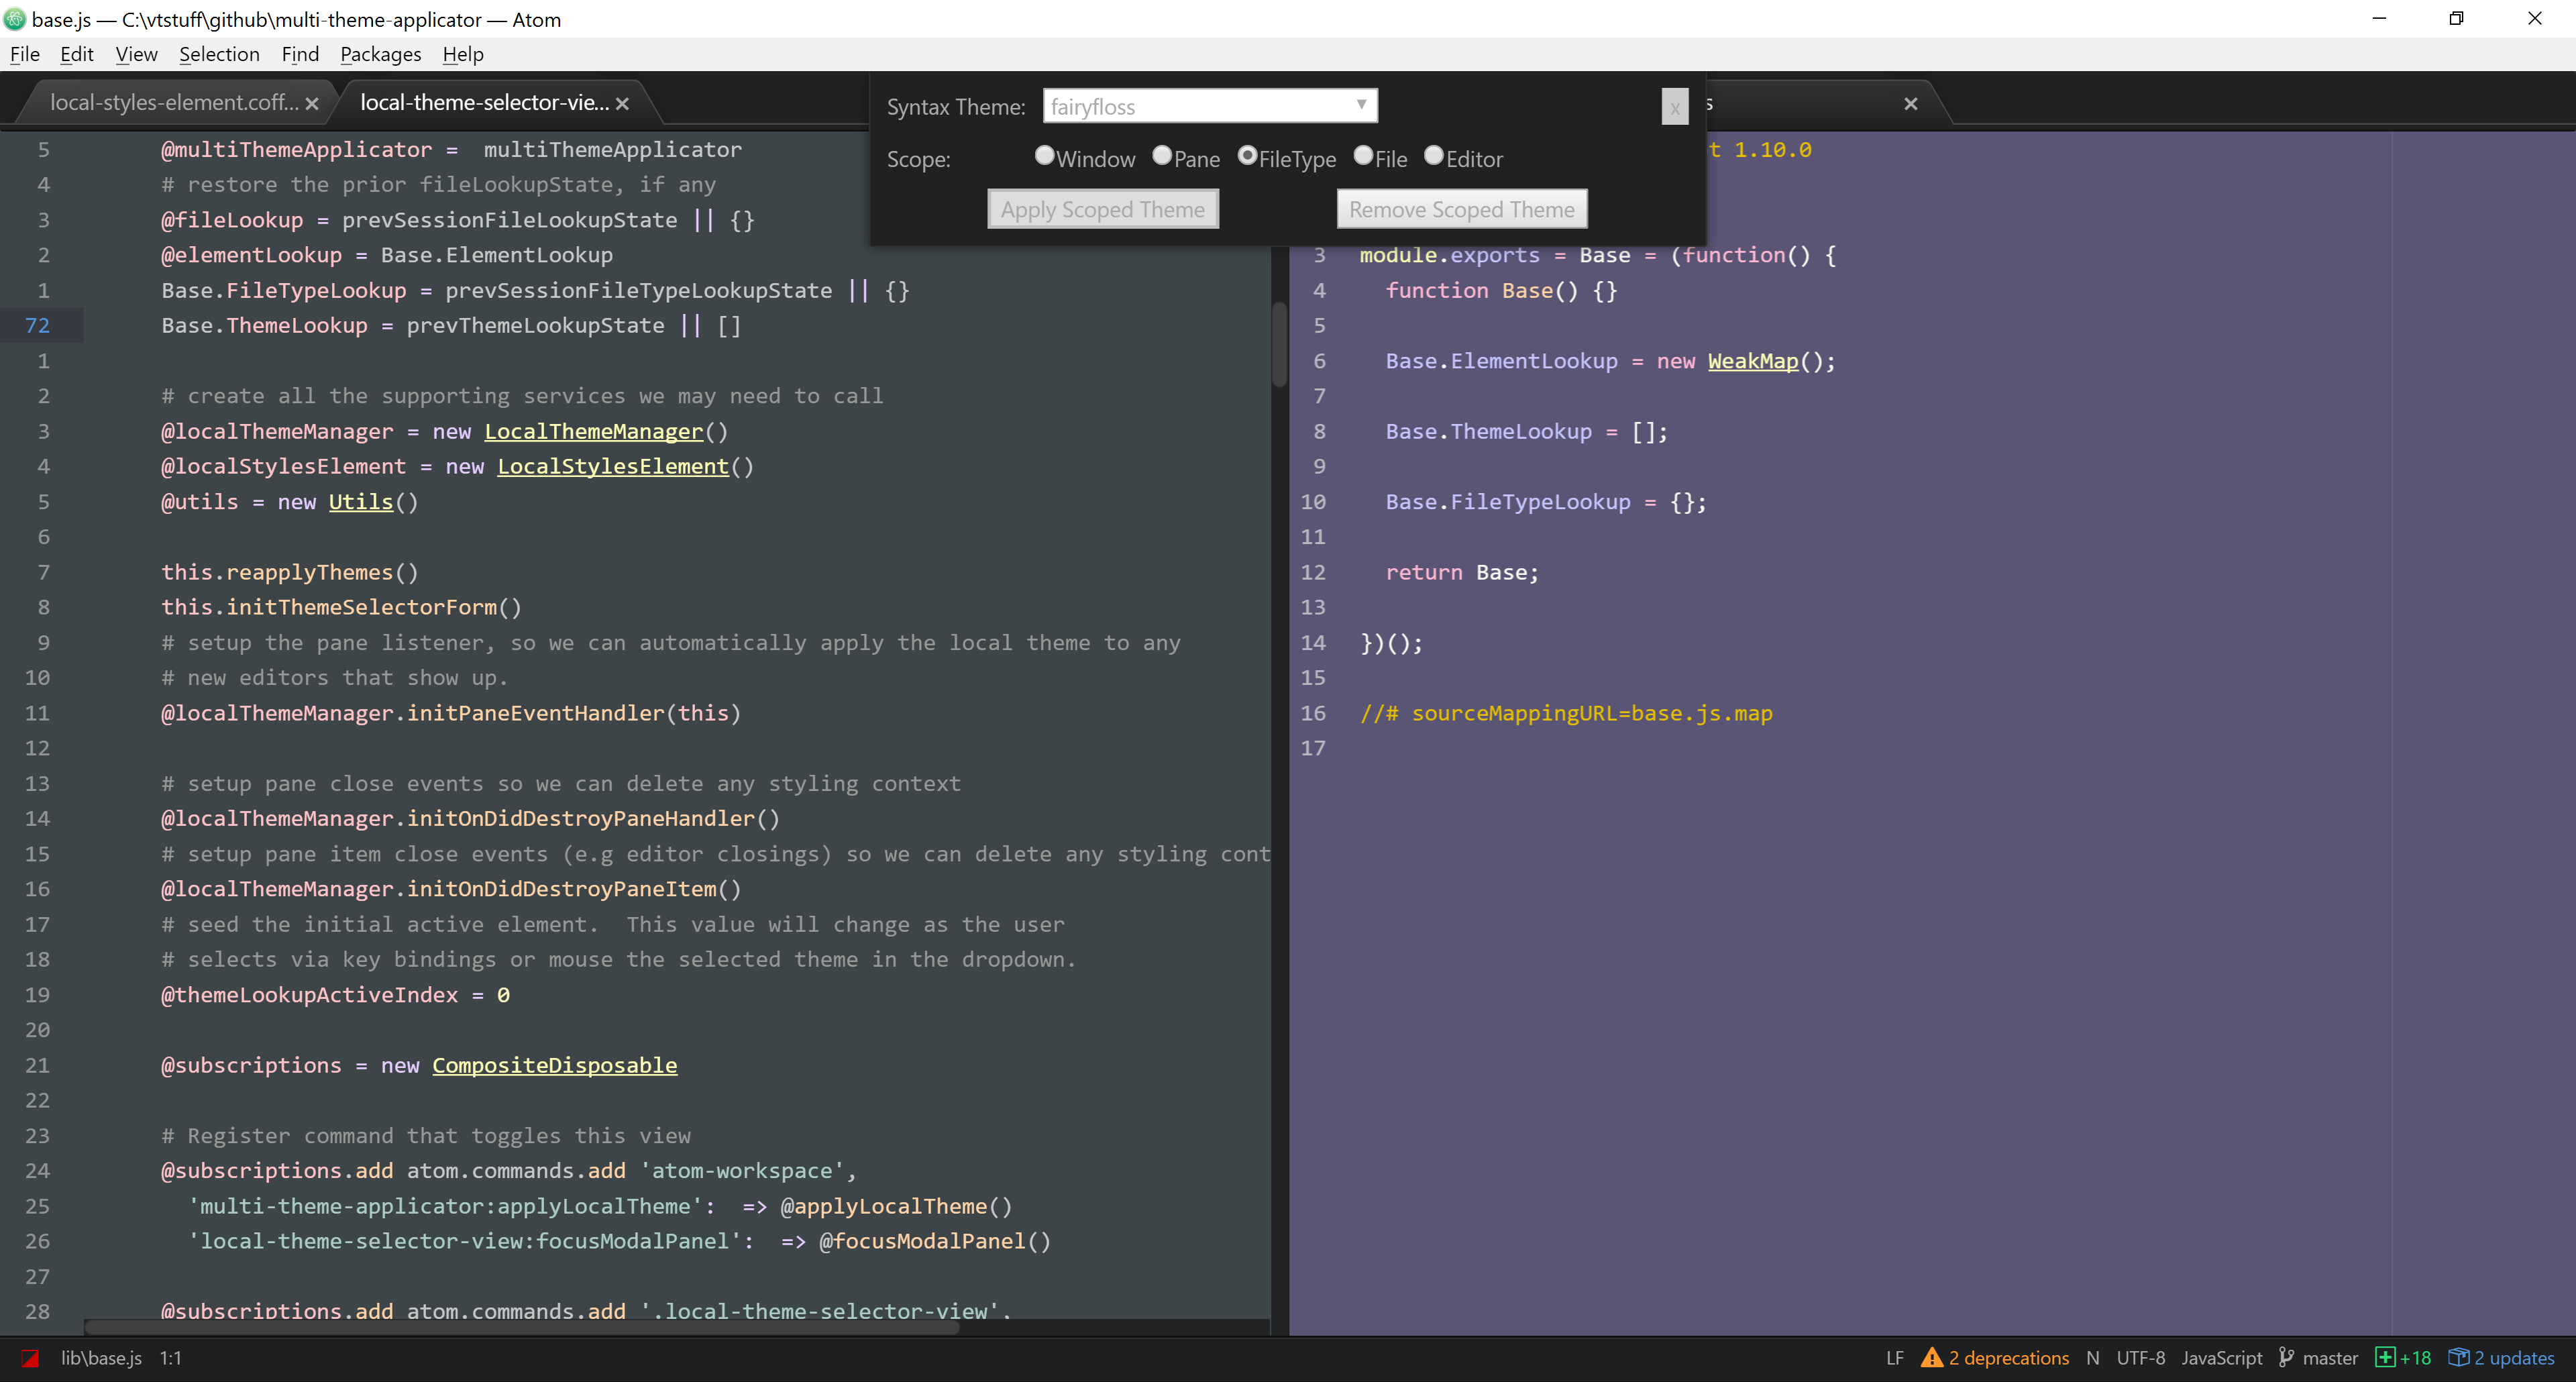 base.js — C:\vtstuff\github\multi-theme-applicator — Atom
File Edit View Selection Find Packages Help
local-styles-element.coff... × local-theme-selector-vie... ×
s ×
Syntax Theme: fairyfloss ▼ x
Scope: Window Pane FileType File Editor
Apply Scoped Theme Remove Scoped Theme
5 @multiThemeApplicator =  multiThemeApplicator
4 # restore the prior fileLookupState, if any
3 @fileLookup = prevSessionFileLookupState || {}
2 @elementLookup = Base.ElementLookup
1 Base.FileTypeLookup = prevSessionFileTypeLookupState || {}
72 Base.ThemeLookup = prevThemeLookupState || []
1
2 # create all the supporting services we may need to call
3 @localThemeManager = new LocalThemeManager()
4 @localStylesElement = new LocalStylesElement()
5 @utils = new Utils()
6
7 this.reapplyThemes()
8 this.initThemeSelectorForm()
9 # setup the pane listener, so we can automatically apply the local theme to any
10 # new editors that show up.
11 @localThemeManager.initPaneEventHandler(this)
12
13 # setup pane close events so we can delete any styling context
14 @localThemeManager.initOnDidDestroyPaneHandler()
15 # setup pane item close events (e.g editor closings) so we can delete any styling cont
16 @localThemeManager.initOnDidDestroyPaneItem()
17 # seed the initial active element.  This value will change as the user
18 # selects via key bindings or mouse the selected theme in the dropdown.
19 @themeLookupActiveIndex = 0
20
21 @subscriptions = new CompositeDisposable
22
23 # Register command that toggles this view
24 @subscriptions.add atom.commands.add 'atom-workspace',
25 'multi-theme-applicator:applyLocalTheme':  => @applyLocalTheme()
26 'local-theme-selector-view:focusModalPanel':  => @focusModalPanel()
27
28 @subscriptions.add atom.commands.add '.local-theme-selector-view',
t 1.10.0
3 module.exports = Base = (function() {
4 function Base() {}
5
6 Base.ElementLookup = new WeakMap();
7
8 Base.ThemeLookup = [];
9
10 Base.FileTypeLookup = {};
11
12 return Base;
13
14 })();
15
16 //# sourceMappingURL=base.js.map
17
lib\base.js 1:1 LF 2 deprecations N UTF-8 JavaScript master +18 2 updates